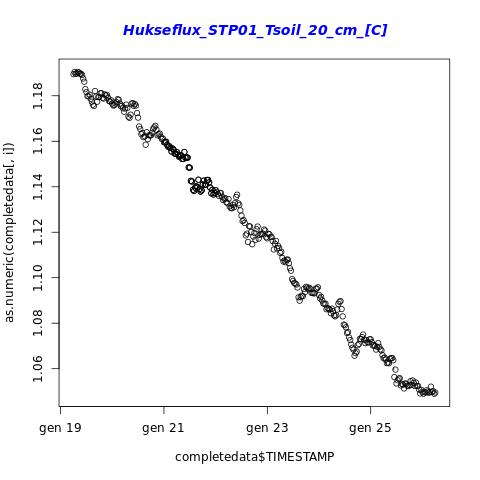 Hukseflux_STP01_Tsoil_20_cm_[C]
as.numeric(completedata[, i])
1.18
1.16
1.14
1.12
1.10
1.08
1.06
gen 19 gen 21 gen 23 gen 25
completedata$TIMESTAMP